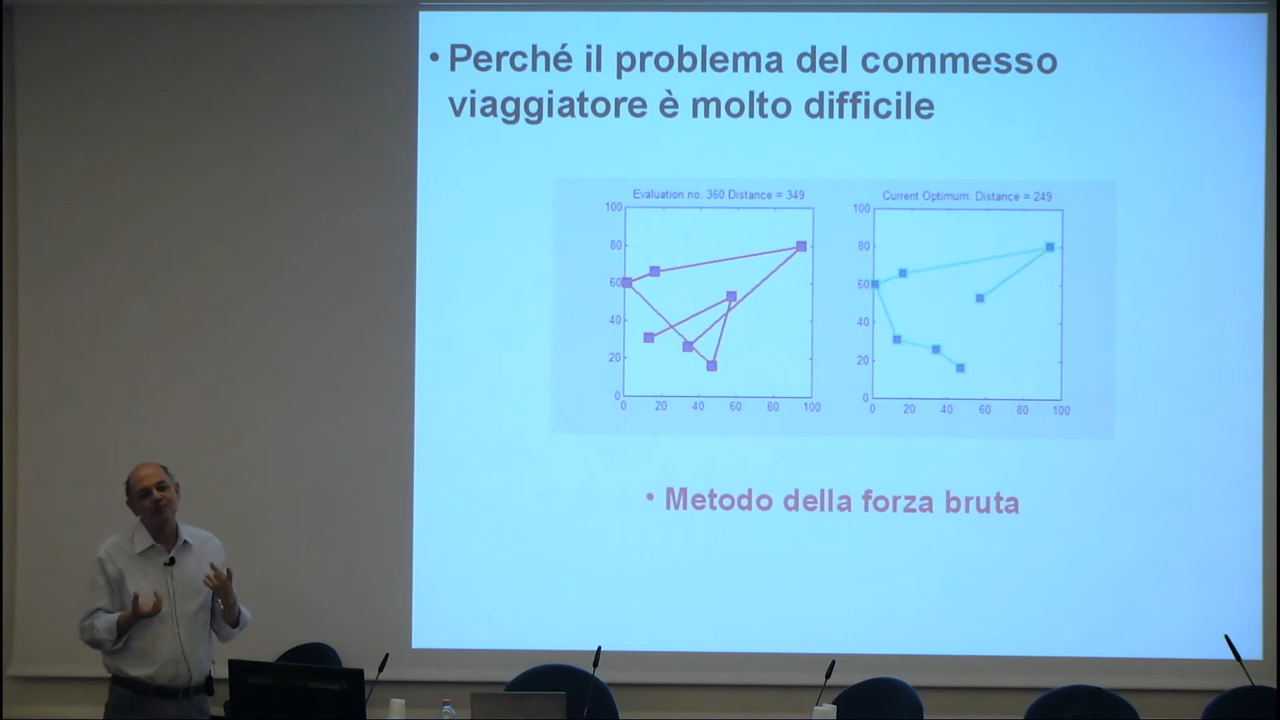 • Perché il problema del commesso
viaggiatore è molto difficile
Evaluation no. 360 Distance = 349
100
80
60
40
20
0
0 20 40 60 80 100
Current Optimum. Distance = 249
100
80
60
40
20
0
0 20 40 60 80 100
• Metodo della forza bruta